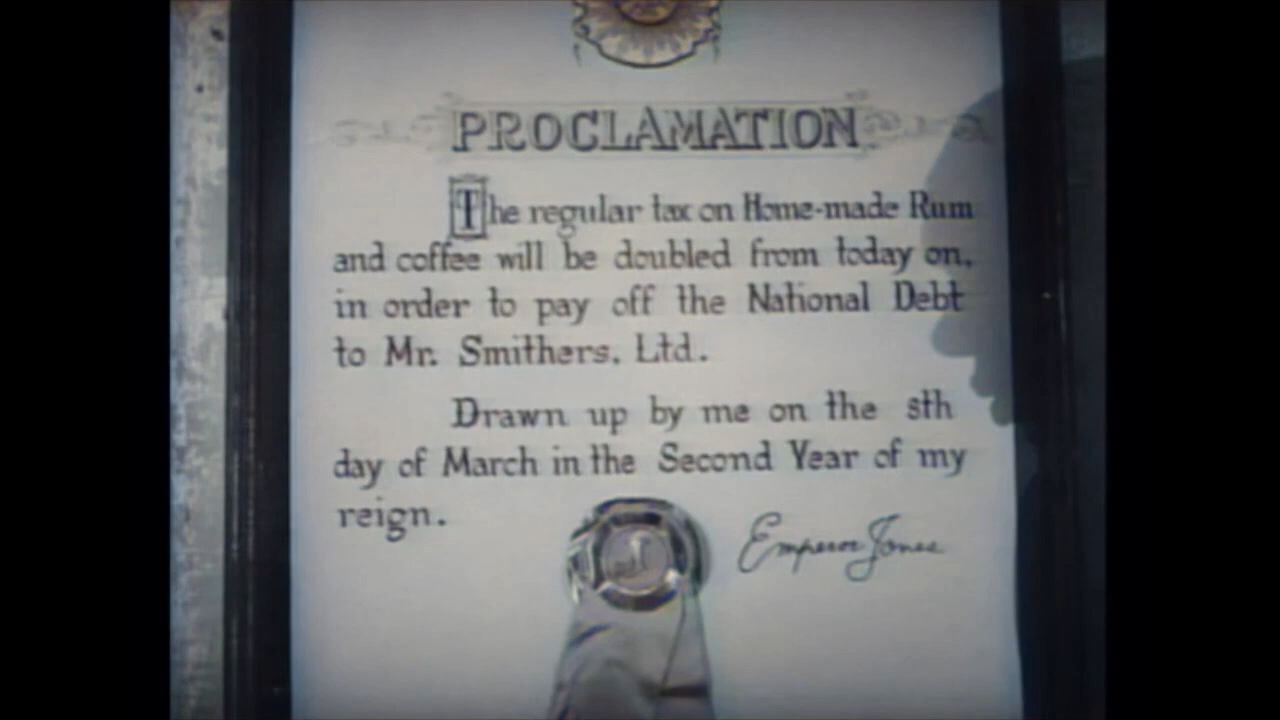 PROCLAMATION
The regular tax on Home-made Rum
and coffee will be doubled from today on,
in order to pay off the National Debt
to Mr. Smithers, Ltd.
Drawn up by me on the 8th
day of March in the Second Year of my
reign.
Emperor Jones
J